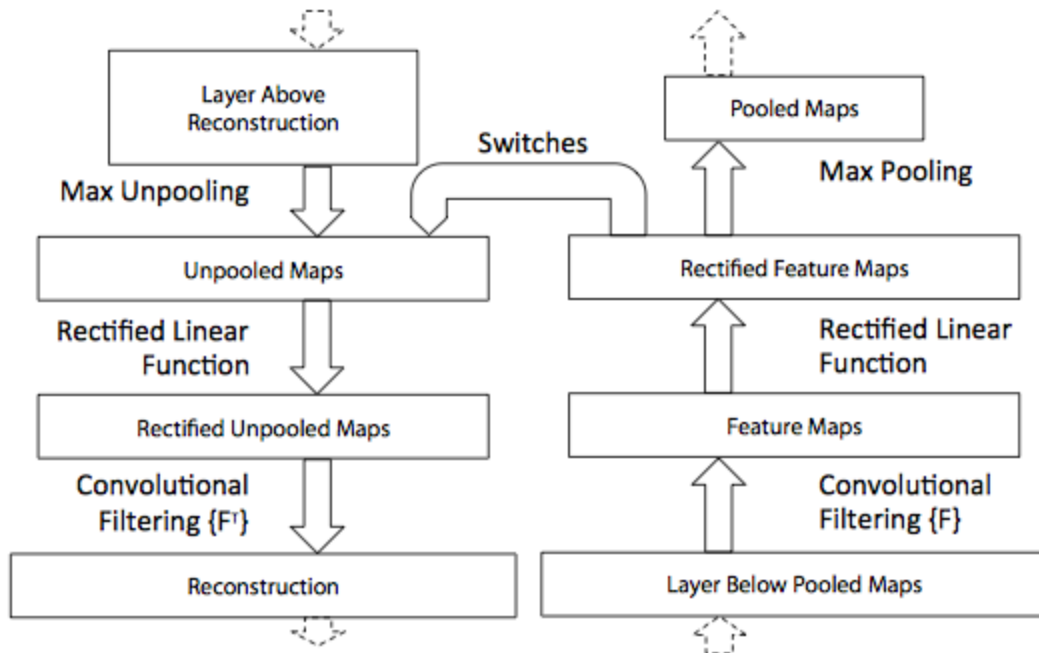 Layer Above
Reconstruction
Pooled Maps
Switches
Max Unpooling
Max Pooling
Unpooled Maps
Rectified Feature Maps
Rectified Linear
Function
Rectified Linear
Function
Rectified Unpooled Maps
Feature Maps
Convolutional
Filtering {Fᵀ}
Convolutional
Filtering {F}
Reconstruction
Layer Below Pooled Maps